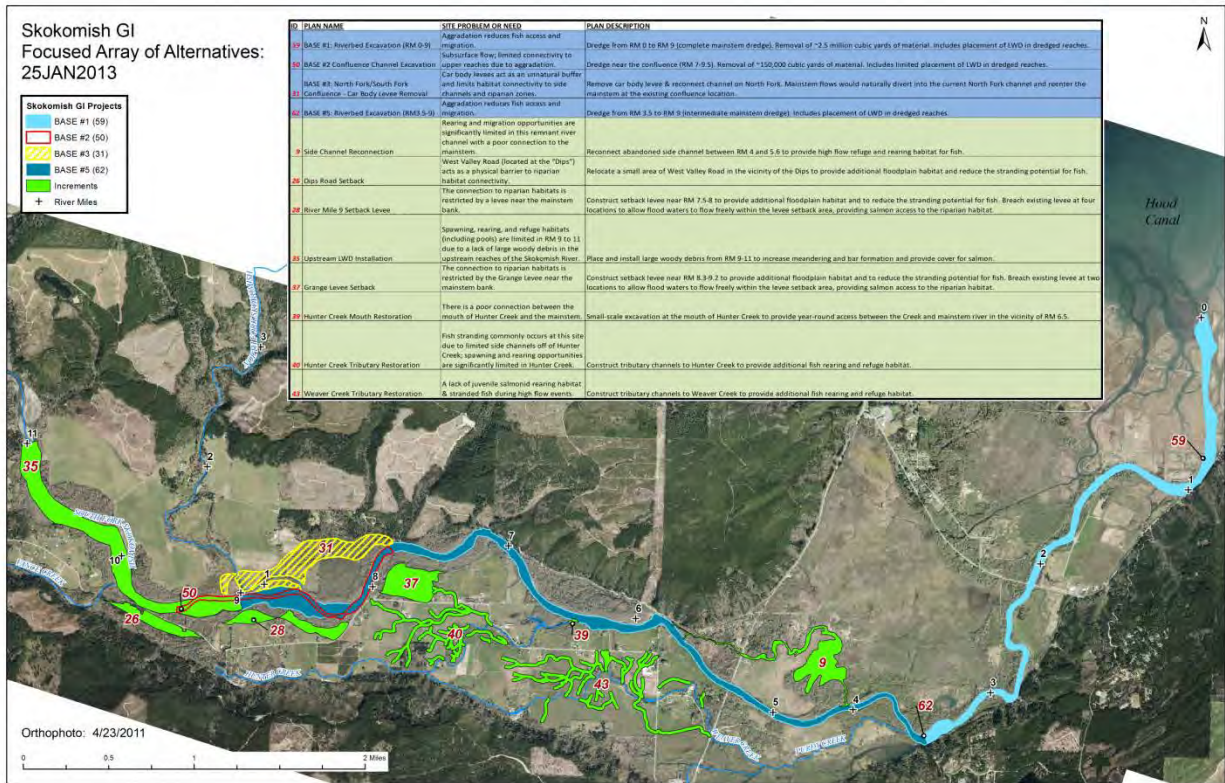 Skokomish GI
Focused Array of Alternatives:
25JAN2013
Skokomish GI Projects
BASE #1 (59)
BASE #2 (50)
BASE #3 (31)
BASE #5 (62)
Increments
River Miles
ID PLAN NAME SITE PROBLEM OR NEED PLAN DESCRIPTION
59 BASE #1: Riverbed Excavation (RM 0-9)
Aggradation reduces fish access and
migration.
Dredge from RM 0 to RM 9 (complete mainstem dredge). Removal of ~2.5 million cubic yards of material. Includes placement of LWD in dredged reaches.
50 BASE #2 Confluence Channel Excavation
Subsurface flow; limited connectivity to
upper reaches due to aggradation.
Dredge near the confluence (RM 7-9.5). Removal of ~150,000 cubic yards of material. Includes limited placement of LWD in dredged reaches.
BASE #3: North Fork/South Fork
31 Confluence - Car Body Levee Removal
Car body levees act as an unnatural buffer
and limits habitat connectivity to side
channels and riparian zones.
Remove car body levee & reconnect channel on North Fork. Mainstem flows would naturally divert into the current North Fork channel and reenter the
mainstem at the existing confluence location.
62 BASE #5: Riverbed Excavation (RM3.5-9)
Aggradation reduces fish access and
migration.
Dredge from RM 3.5 to RM 9 (intermediate mainstem dredge). Includes placement of LWD in dredged reaches.
9 Side Channel Reconnection
Rearing and migration opportunities are
significantly limited in this remnant river
channel with a poor connection to the
mainstem.
Reconnect abandoned side channel between RM 4 and 5.6 to provide high flow refuge and rearing habitat for fish.
26 Dips Road Setback
West Valley Road (located at the "Dips")
acts as a physical barrier to riparian
habitat connectivity.
Relocate a small area of West Valley Road in the vicinity of the Dips to provide additional floodplain habitat and reduce the stranding potential for fish.
28 River Mile 9 Setback Levee
The connection to riparian habitats is
restricted by a levee near the mainstem
bank.
Construct setback levee near RM 7.5-8 to provide additional floodplain habitat and to reduce the stranding potential for fish. Breach existing levee at four
locations to allow flood waters to flow freely within the levee setback area, providing salmon access to the riparian habitat.
35 Upstream LWD Installation
Spawning, rearing, and refuge habitats
(including pools) are limited in RM 9 to 11
due to a lack of large woody debris in the
upstream reaches of the Skokomish River.
Place and install large woody debris from RM 9-11 to increase meandering and bar formation and provide cover for salmon.
37 Grange Levee Setback
The connection to riparian habitats is
restricted by the Grange Levee near the
mainstem bank.
Construct setback levee near RM 8.3-9.2 to provide additional floodplain habitat and to reduce the stranding potential for fish. Breach existing levee at two
locations to allow flood waters to flow freely within the levee setback area, providing salmon access to the riparian habitat.
39 Hunter Creek Mouth Restoration
There is a poor connection between the
mouth of Hunter Creek and the mainstem.
Small-scale excavation at the mouth of Hunter Creek to provide year-round access between the Creek and mainstem river in the vicinity of RM 6.5.
40 Hunter Creek Tributary Restoration
Fish stranding commonly occurs at this site
due to limited side channels off of Hunter
Creek; spawning and rearing opportunities
are significantly limited in Hunter Creek.
Construct tributary channels to Hunter Creek to provide additional fish rearing and refuge habitat.
43 Weaver Creek Tributary Restoration
A lack of juvenile salmonid rearing habitat
& stranded fish during high flow events.
Construct tributary channels to Weaver Creek to provide additional fish rearing and refuge habitat.
N
Hood
Canal
0
3
11
2
35
59
1
10
31
7
2
50
1
8
37
9
26
28
40
39
6
43
9
3
5
4
62
HUNTER CREEK
WEAVER CREEK
PURDY CREEK
VANCE CREEK
Orthophoto: 4/23/2011
0 0.5 1 2 Miles